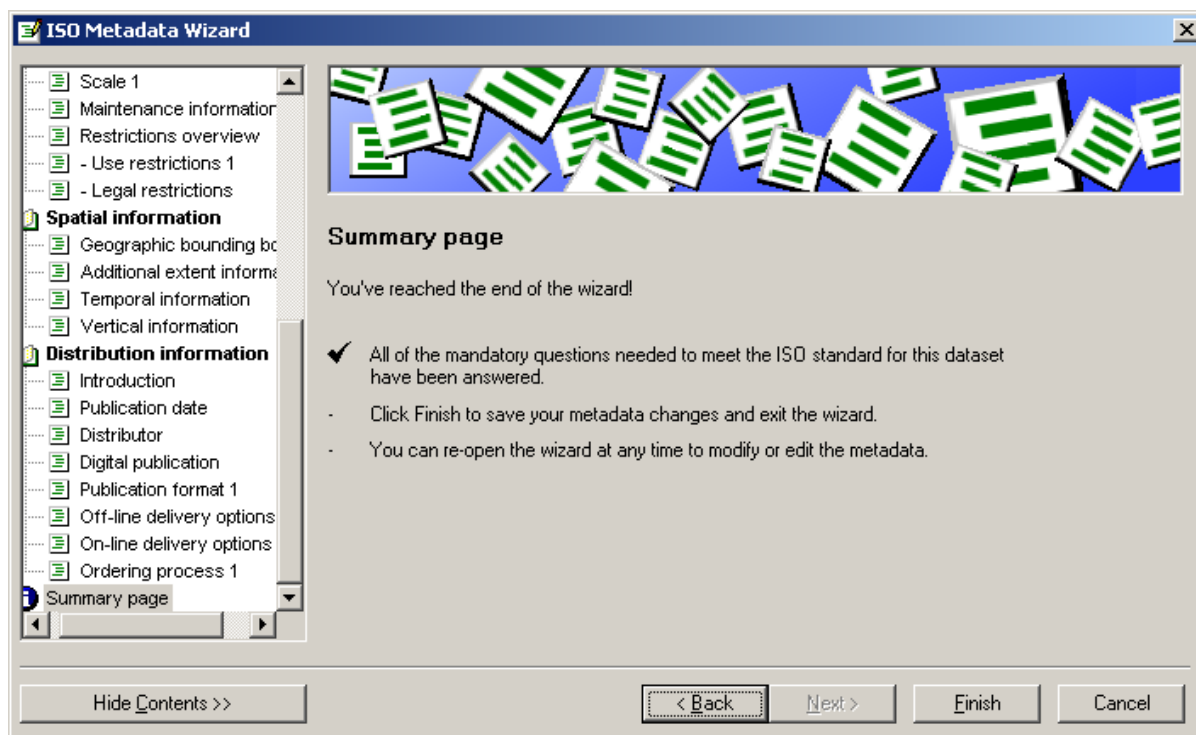 ISO Metadata Wizard
Scale 1
Maintenance information
Restrictions overview
- Use restrictions 1
- Legal restrictions
Spatial information
Geographic bounding bo
Additional extent informa
Temporal information
Vertical information
Distribution information
Introduction
Publication date
Distributor
Digital publication
Publication format 1
Off-line delivery options
On-line delivery options
Ordering process 1
Summary page
Summary page
You've reached the end of the wizard!
All of the mandatory questions needed to meet the ISO standard for this dataset
have been answered.
- Click Finish to save your metadata changes and exit the wizard.
- You can re-open the wizard at any time to modify or edit the metadata.
Hide Contents >>
< Back
Next >
Finish
Cancel